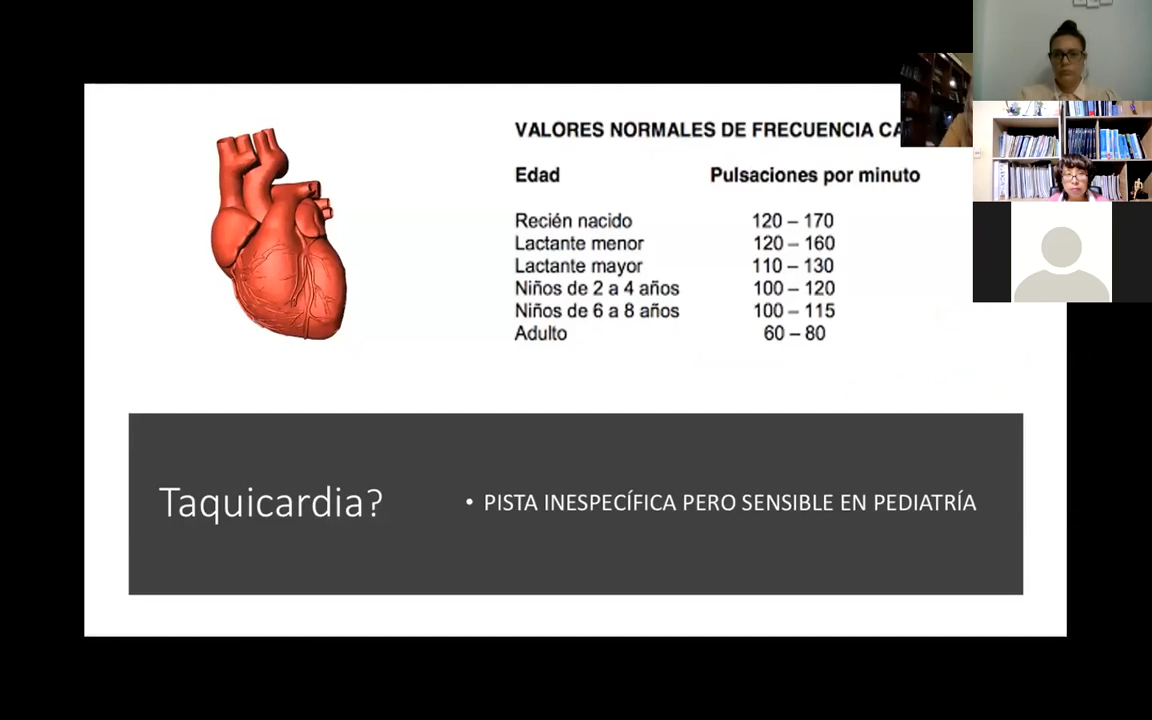 VALORES NORMALES DE FRECUENCIA CA
Edad Pulsaciones por minuto
Recién nacido 120 – 170
Lactante menor 120 – 160
Lactante mayor 110 – 130
Niños de 2 a 4 años 100 – 120
Niños de 6 a 8 años 100 – 115
Adulto 60 – 80
Taquicardia?
• PISTA INESPECÍFICA PERO SENSIBLE EN PEDIATRÍA